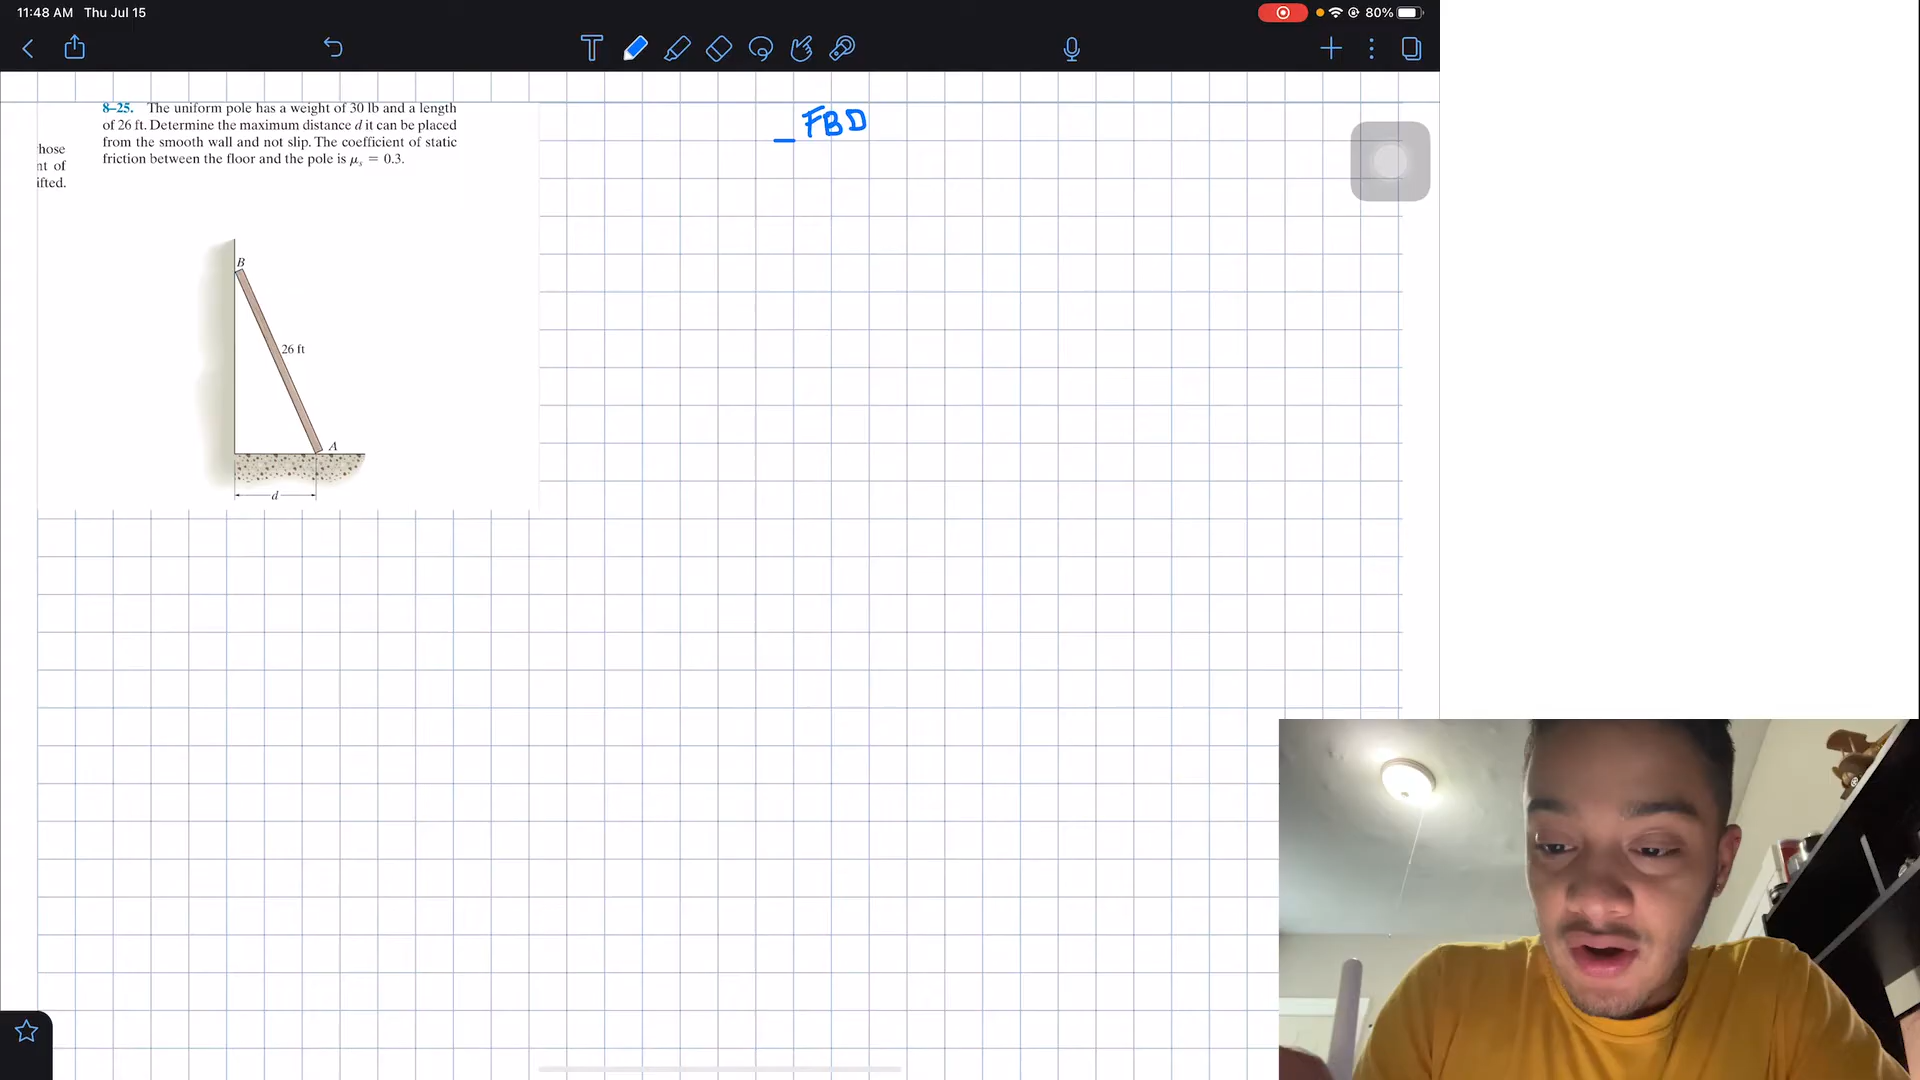 11:48 AM Thu Jul 15
80%
8–25. The uniform pole has a weight of 30 lb and a length
of 26 ft. Determine the maximum distance d it can be placed
from the smooth wall and not slip. The coefficient of static
friction between the floor and the pole is μs = 0.3.
hose
nt of
ifted.
FBD
B
26 ft
A
d